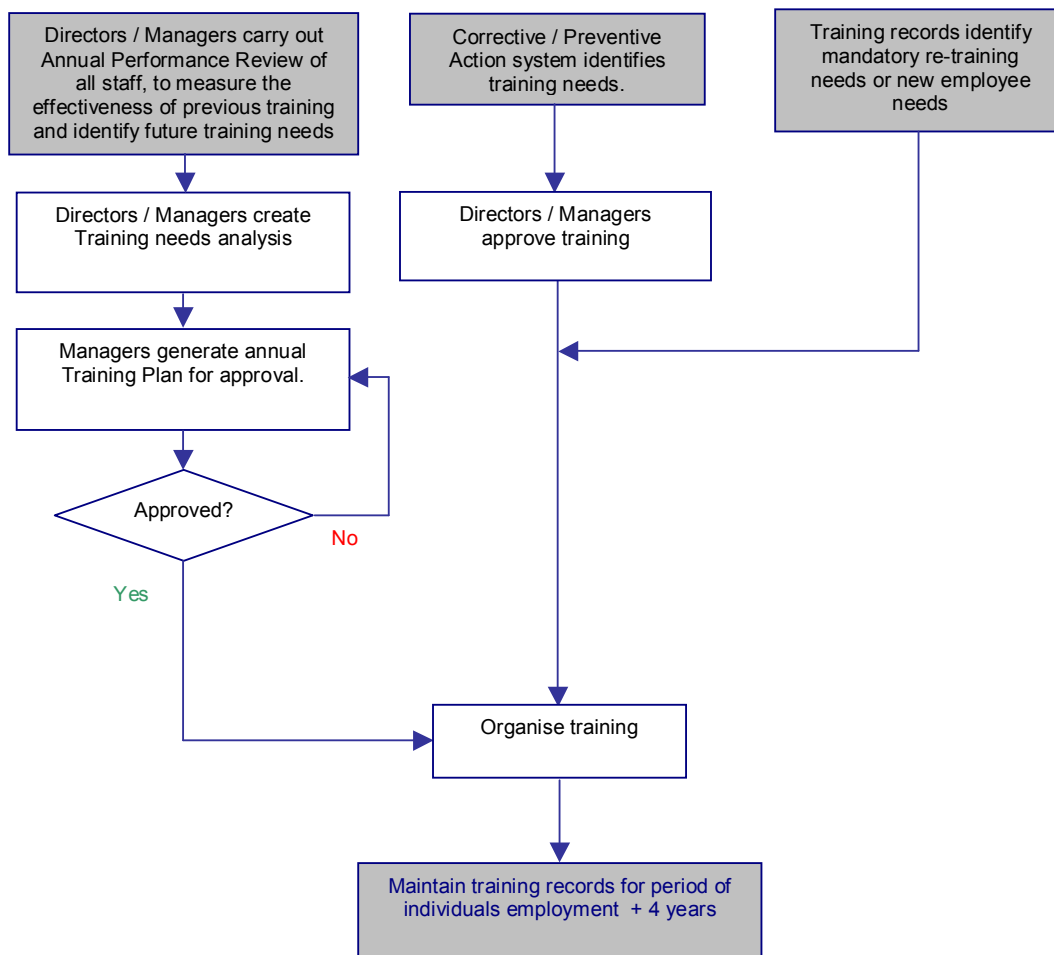 Directors / Managers carry out
Annual Performance Review of
all staff, to measure the
effectiveness of previous training
and identify future training needs
Corrective / Preventive
Action system identifies
training needs.
Training records identify
mandatory re-training
needs or new employee
needs
Directors / Managers create
Training needs analysis
Directors / Managers
approve training
Managers generate annual
Training Plan for approval.
Approved?
No
Yes
Organise training
Maintain training records for period of
individuals employment + 4 years